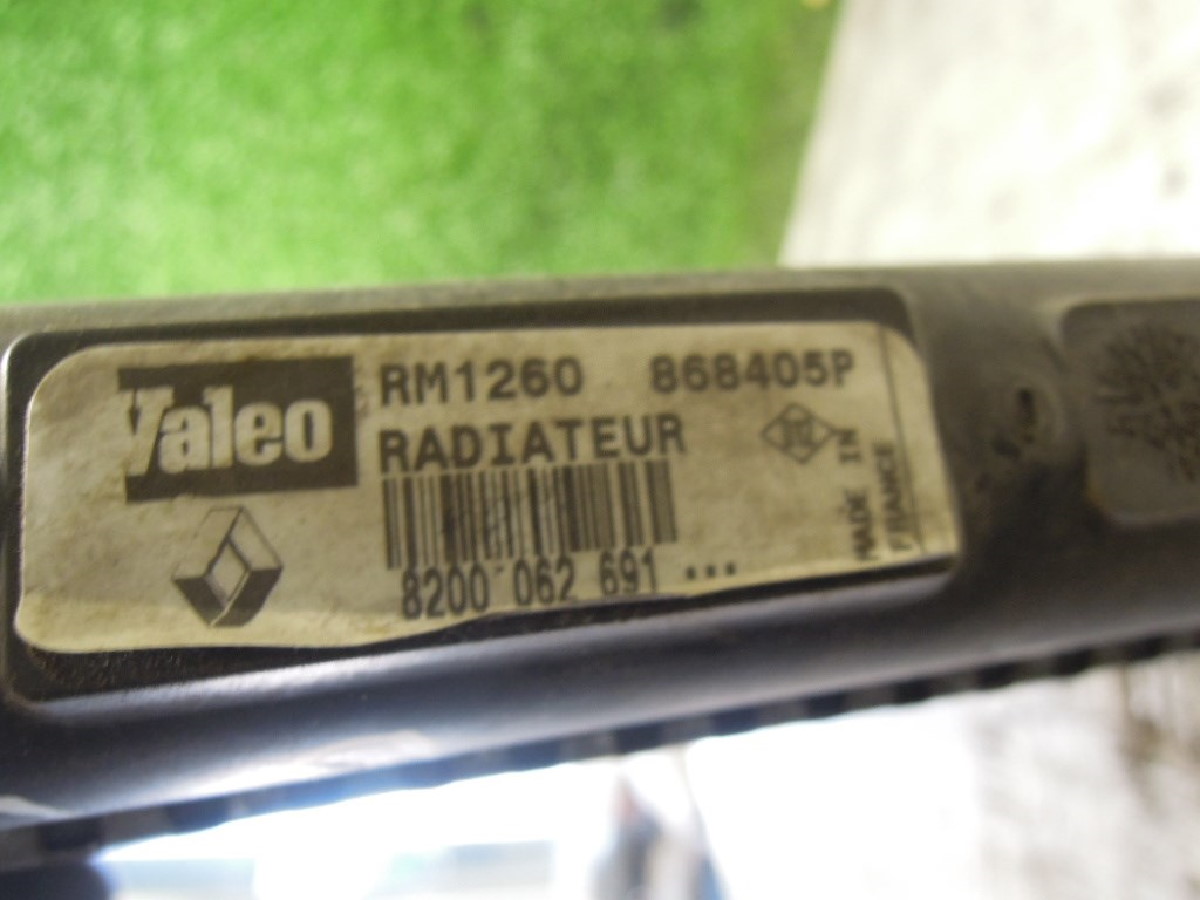 Valeo
RM1260 868405P
RADIATEUR
8200 062 691 ...
MADE IN
FRANCE